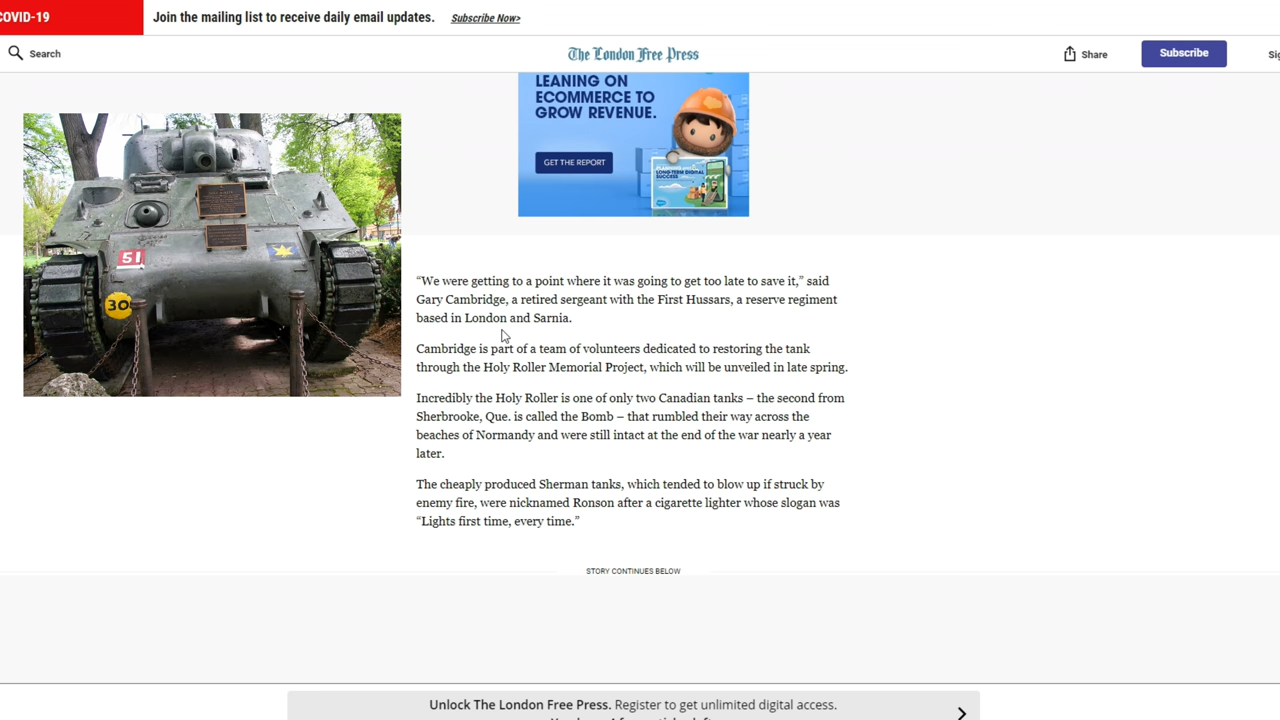 COVID-19
Join the mailing list to receive daily email updates. Subscribe Now>
Search
The London Free Press
Share
Subscribe
LEANING ON
ECOMMERCE TO
GROW REVENUE.
GET THE REPORT
LONG-TERM DIGITAL
SUCCESS
51
30
“We were getting to a point where it was going to get too late to save it,” said
Gary Cambridge, a retired sergeant with the First Hussars, a reserve regiment
based in London and Sarnia.
Cambridge is part of a team of volunteers dedicated to restoring the tank
through the Holy Roller Memorial Project, which will be unveiled in late spring.
Incredibly the Holy Roller is one of only two Canadian tanks – the second from
Sherbrooke, Que. is called the Bomb – that rumbled their way across the
beaches of Normandy and were still intact at the end of the war nearly a year
later.
The cheaply produced Sherman tanks, which tended to blow up if struck by
enemy fire, were nicknamed Ronson after a cigarette lighter whose slogan was
“Lights first time, every time.”
STORY CONTINUES BELOW
Unlock The London Free Press. Register to get unlimited digital access.